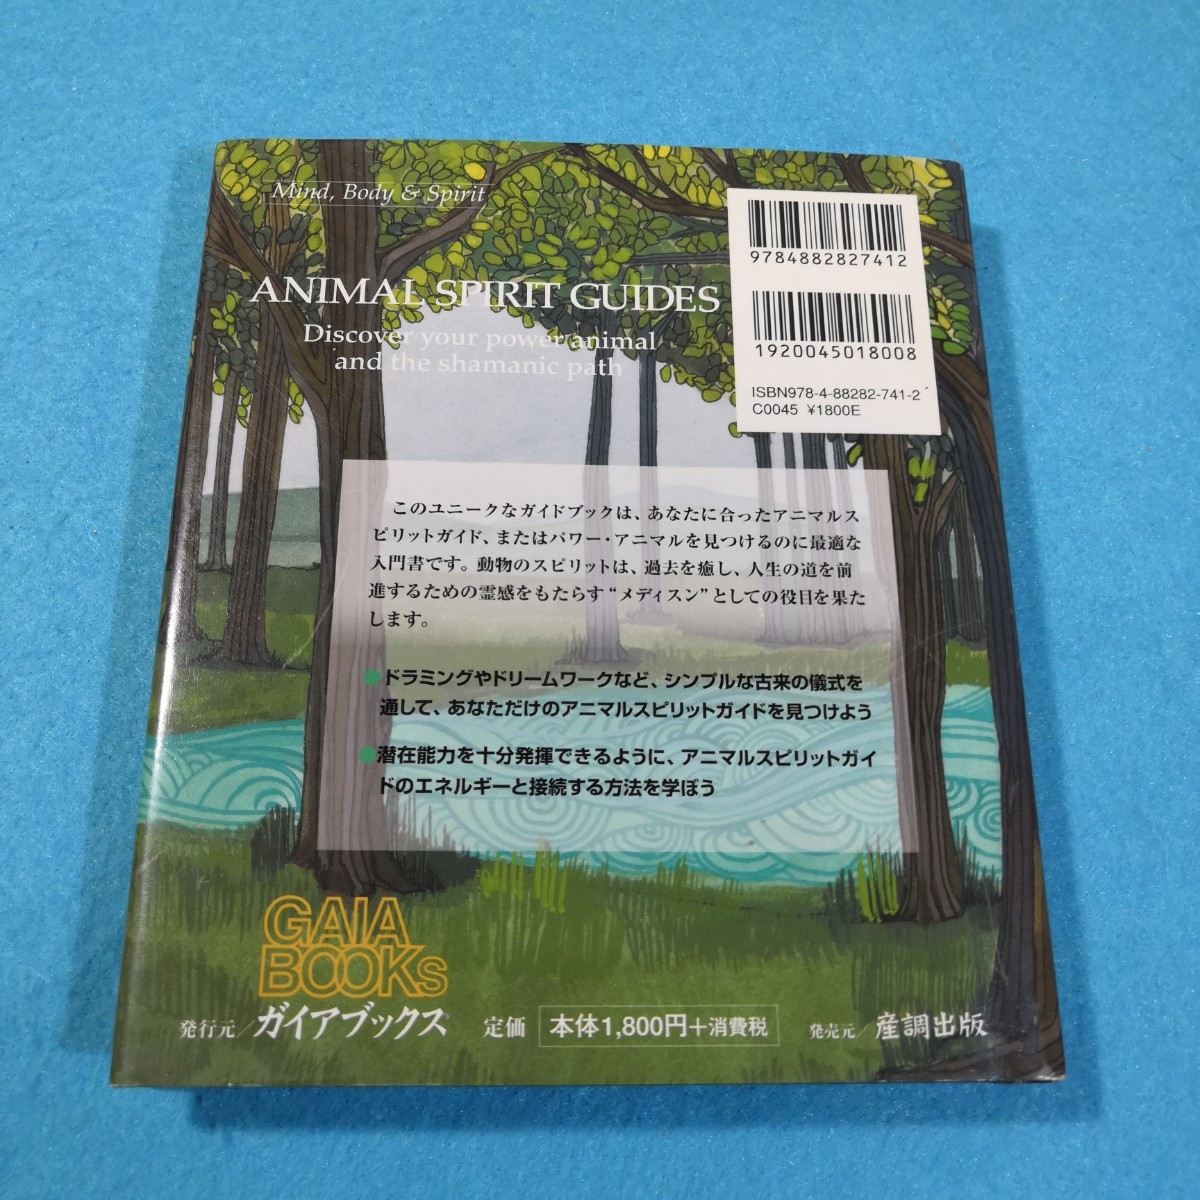 Mind, Body & Spirit
ANIMAL SPIRIT GUIDES
Discover your power animal
and the shamanic path
9784882827412
1920045018008
ISBN978-4-88282-741-2
C0045 ¥1800E
このユニークなガイドブックは、あなたに合ったアニマルス
ピリットガイド、またはパワー・アニマルを見つけるのに最適な
入門書です。動物のスピリットは、過去を癒し、人生の道を前
進するための霊感をもたらす“メディスン”としての役目を果た
します。
●ドラミングやドリームワークなど、シンプルな古来の儀式を
通して、あなただけのアニマルスピリットガイドを見つけよう
●潜在能力を十分発揮できるように、アニマルスピリットガイ
ドのエネルギーと接続する方法を学ぼう
GAIA
BOOKs
発行元/ガイアブックス 定価 本体1,800円+消費税 発売元/産調出版